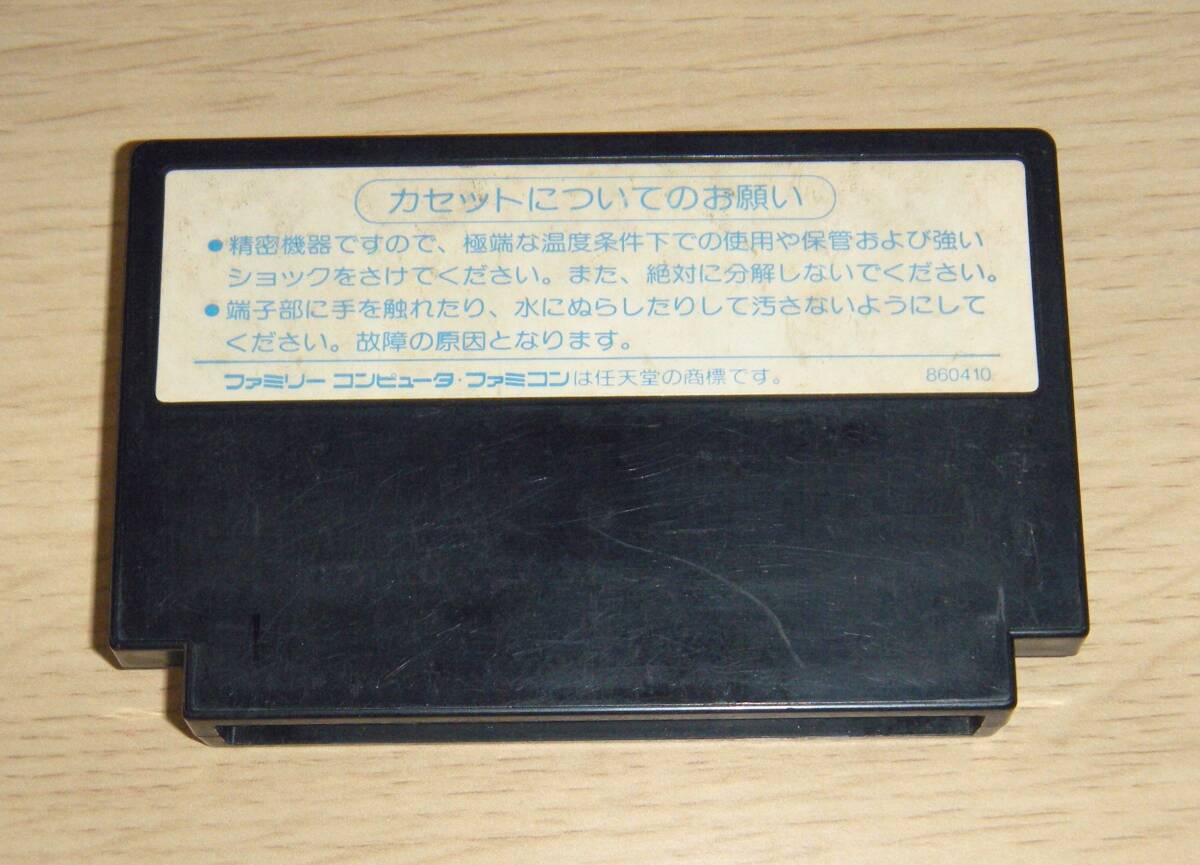 カセットについてのお願い
●精密機器ですので、極端な温度条件下での使用や保管および強い
ショックをさけてください。また、絶対に分解しないでください。
●端子部に手を触れたり、水にぬらしたりして汚さないようにして
ください。故障の原因となります。
ファミリー コンピュータ・ファミコンは任天堂の商標です。 860410